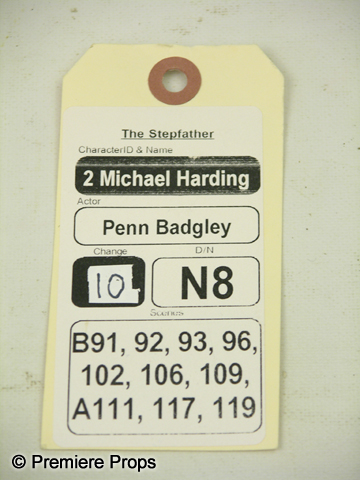 The Stepfather
CharacterID & Name
2 Michael Harding
Actor
Penn Badgley
Change D/N
10 N8
Scenes
B91, 92, 93, 96,
102, 106, 109,
A111, 117, 119
© Premiere Props